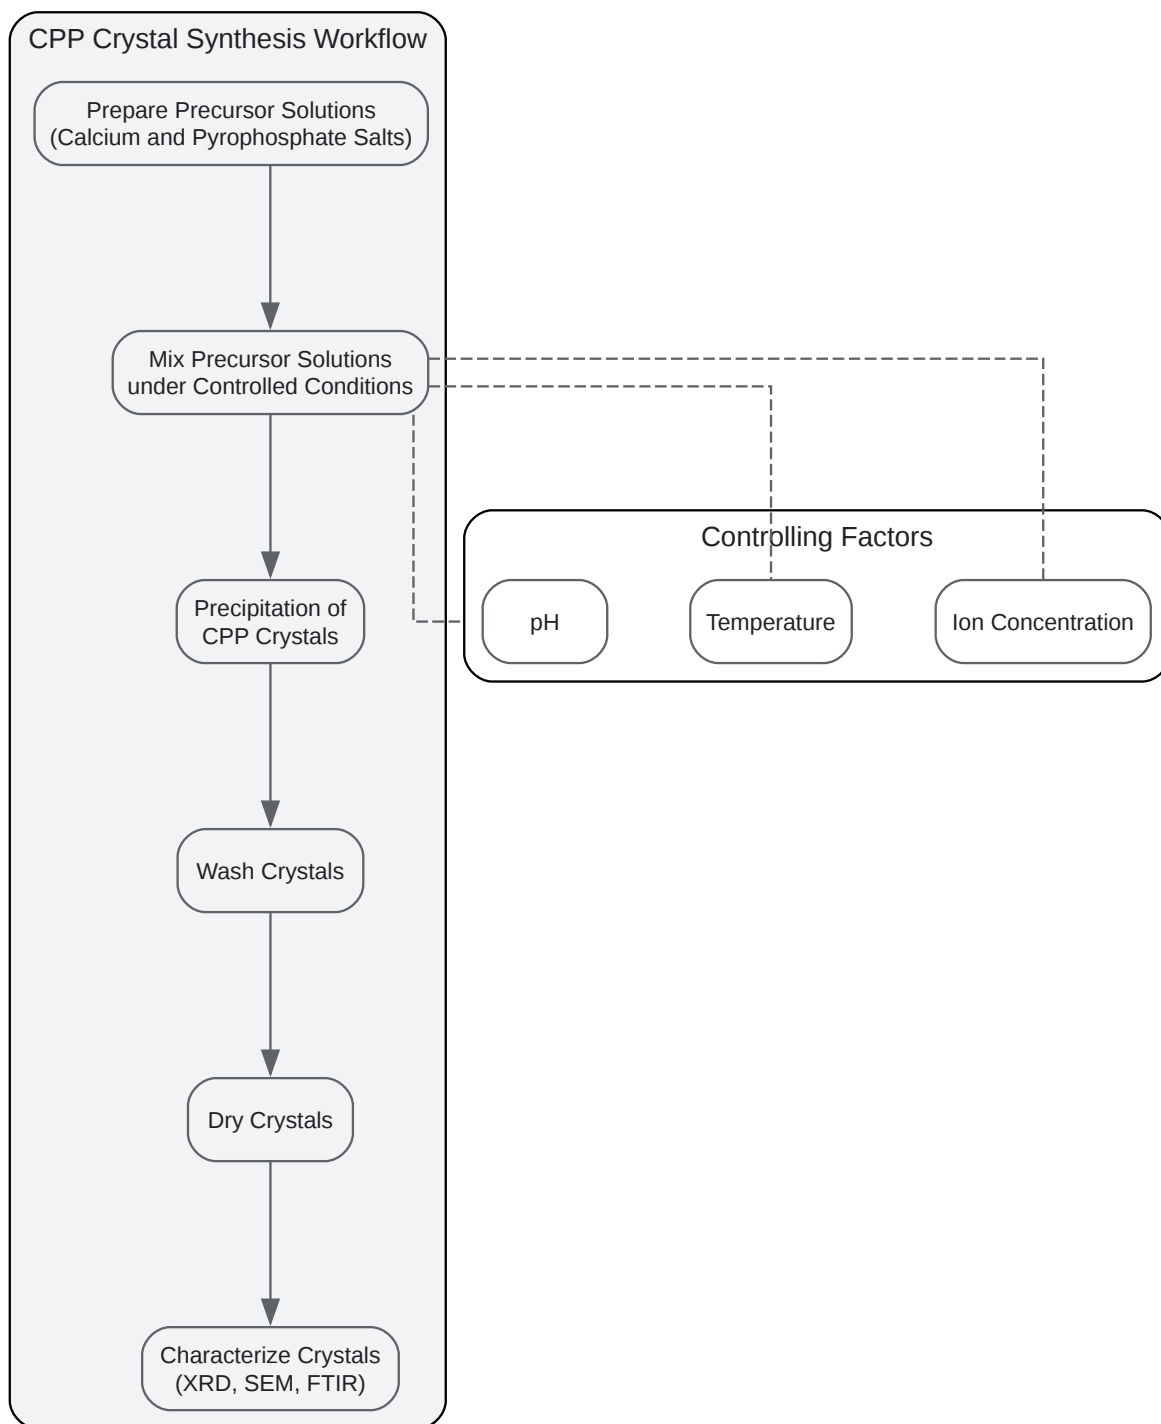 CPP Crystal Synthesis Workflow
Prepare Precursor Solutions
(Calcium and Pyrophosphate Salts)
Mix Precursor Solutions
under Controlled Conditions
Controlling Factors
Precipitation of
CPP Crystals
pH
Temperature
Ion Concentration
Wash Crystals
Dry Crystals
Characterize Crystals
(XRD, SEM, FTIR)